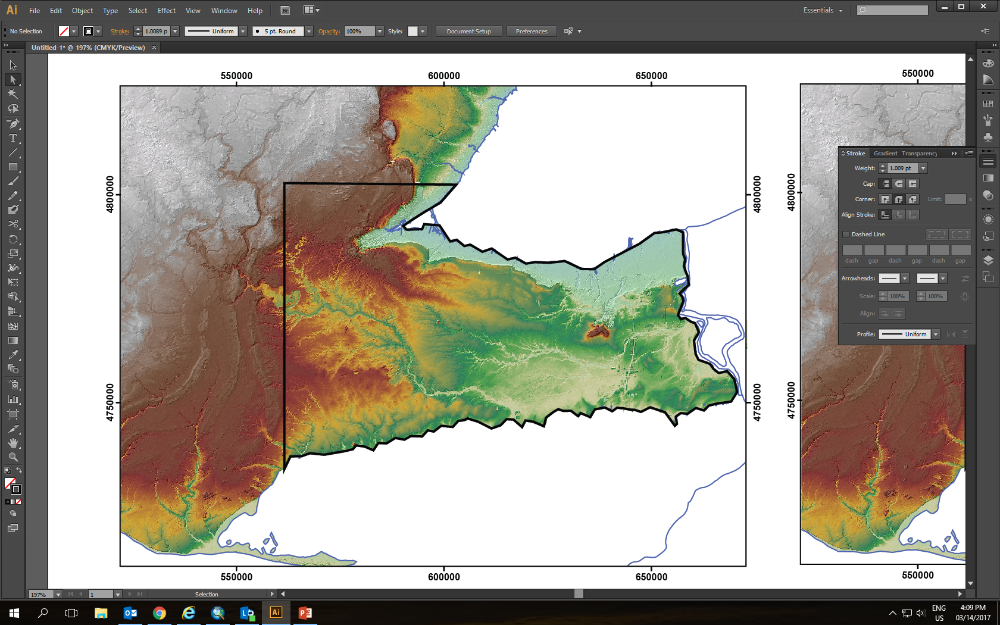 Ai File Edit Object Type Select Effect View Window Help Br Essentials
No Selection Stroke: 1.0089 p Uniform 5 pt. Round Opacity: 100% Style: Document Setup Preferences
Untitled-1* @ 197% (CMYK/Preview) ×
550000 600000 650000 550000
4800000
4800000
4800000
4750000
4750000
4750000
550000 600000 650000 550000
Stroke Gradient Transparency
Weight: 1.009 pt
Cap:
Corner: Limit: x
Align Stroke:
Dashed Line
dash gap dash gap dash gap
Arrowheads:
Scale: 100% 100%
Align:
Profile: Uniform
197% 1 Selection
ENG 4:09 PM
US 03/14/2017